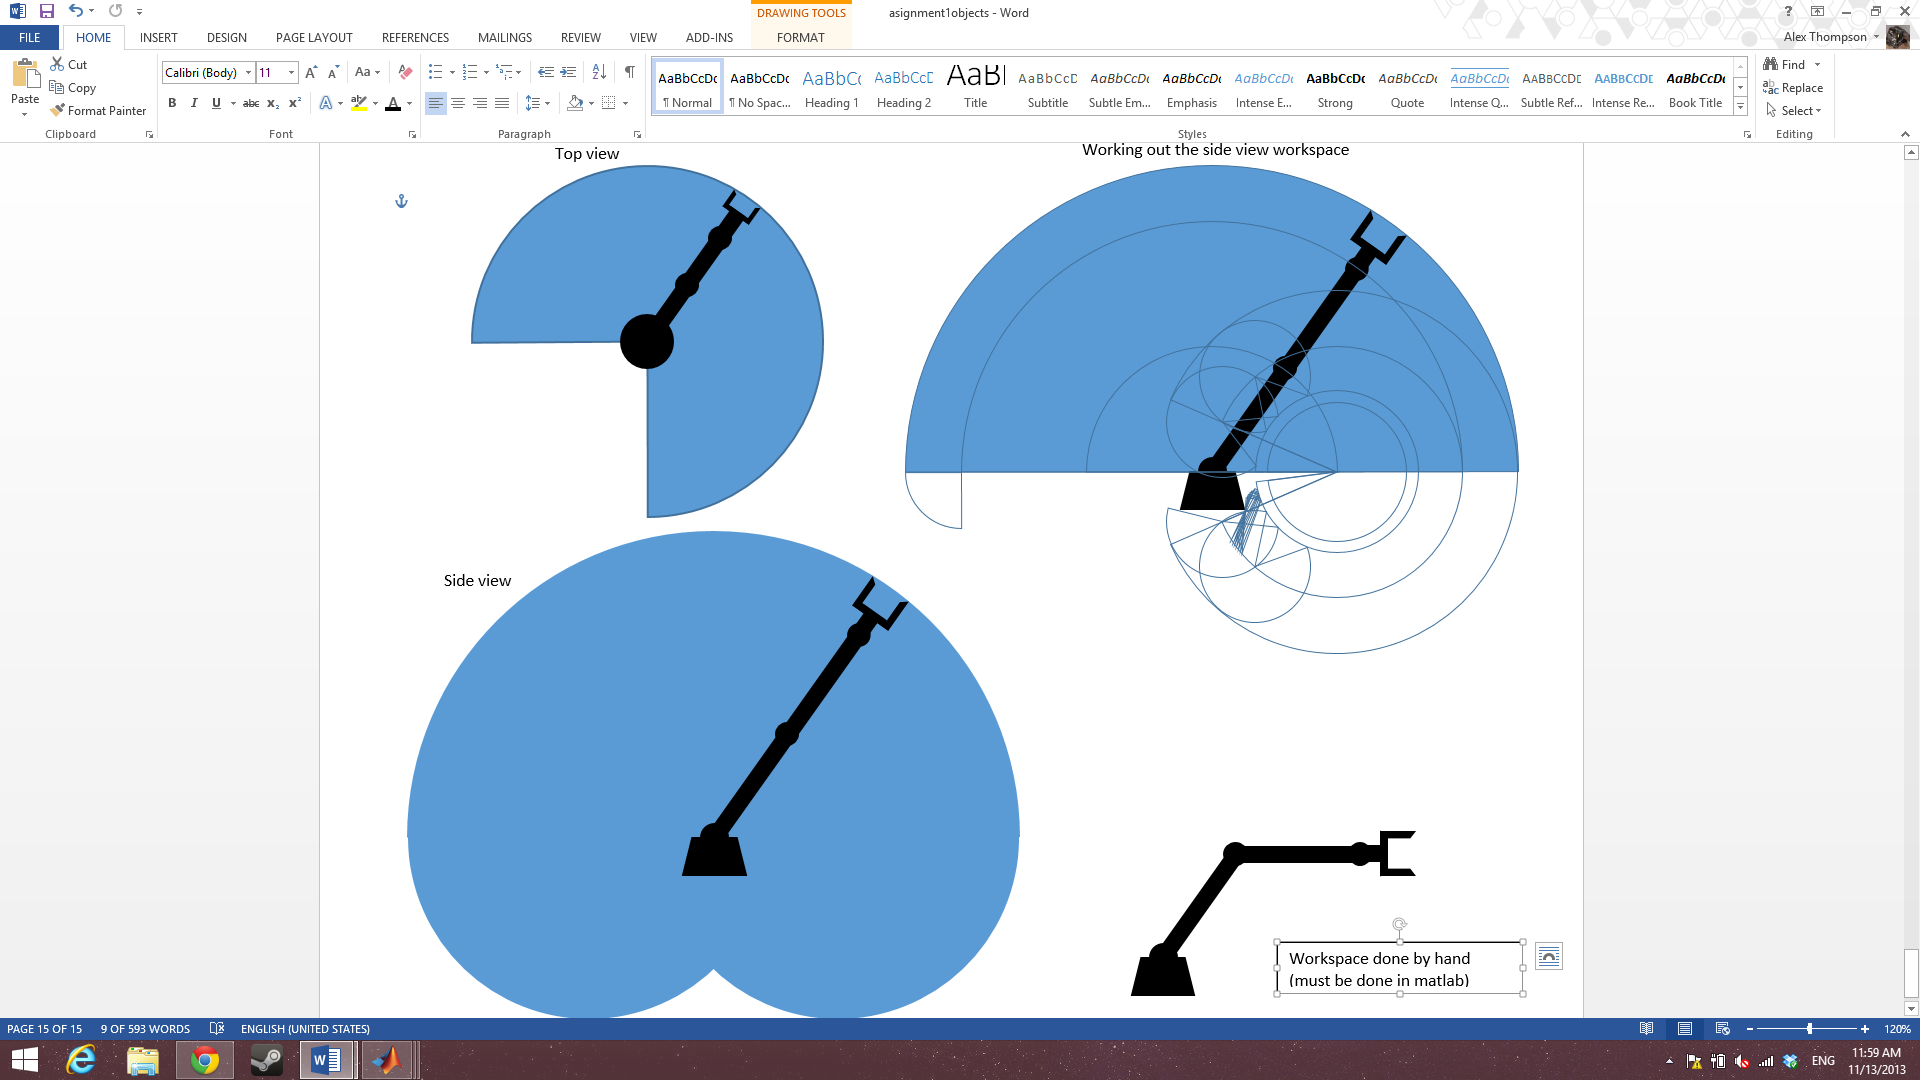 DRAWING TOOLS
asignment1objects - Word
FILE
HOME
INSERT
DESIGN
PAGE LAYOUT
REFERENCES
MAILINGS
REVIEW
VIEW
ADD-INS
FORMAT
Alex Thompson
Paste
Cut
Copy
Format Painter
Clipboard
Calibri (Body)
11
Font
Paragraph
AaBbCcDc
¶ Normal
AaBbCcDc
¶ No Spac...
AaBbCc
Heading 1
AaBbCcD
Heading 2
AaBl
Title
AaBbCcD
Subtitle
AaBbCcDc
Subtle Em...
AaBbCcDc
Emphasis
AaBbCcDc
Intense E...
AaBbCcDc
Strong
AaBbCcDc
Quote
AaBbCcDc
Intense Q...
AABBCCDE
Subtle Ref...
AABBCCDE
Intense Re...
AaBbCcDc
Book Title
Styles
Find
Replace
Select
Editing
Top view
Working out the side view workspace
Side view
Workspace done by hand
(must be done in matlab)
PAGE 15 OF 15
9 OF 593 WORDS
ENGLISH (UNITED STATES)
120%
ENG
11:59 AM
11/13/2013